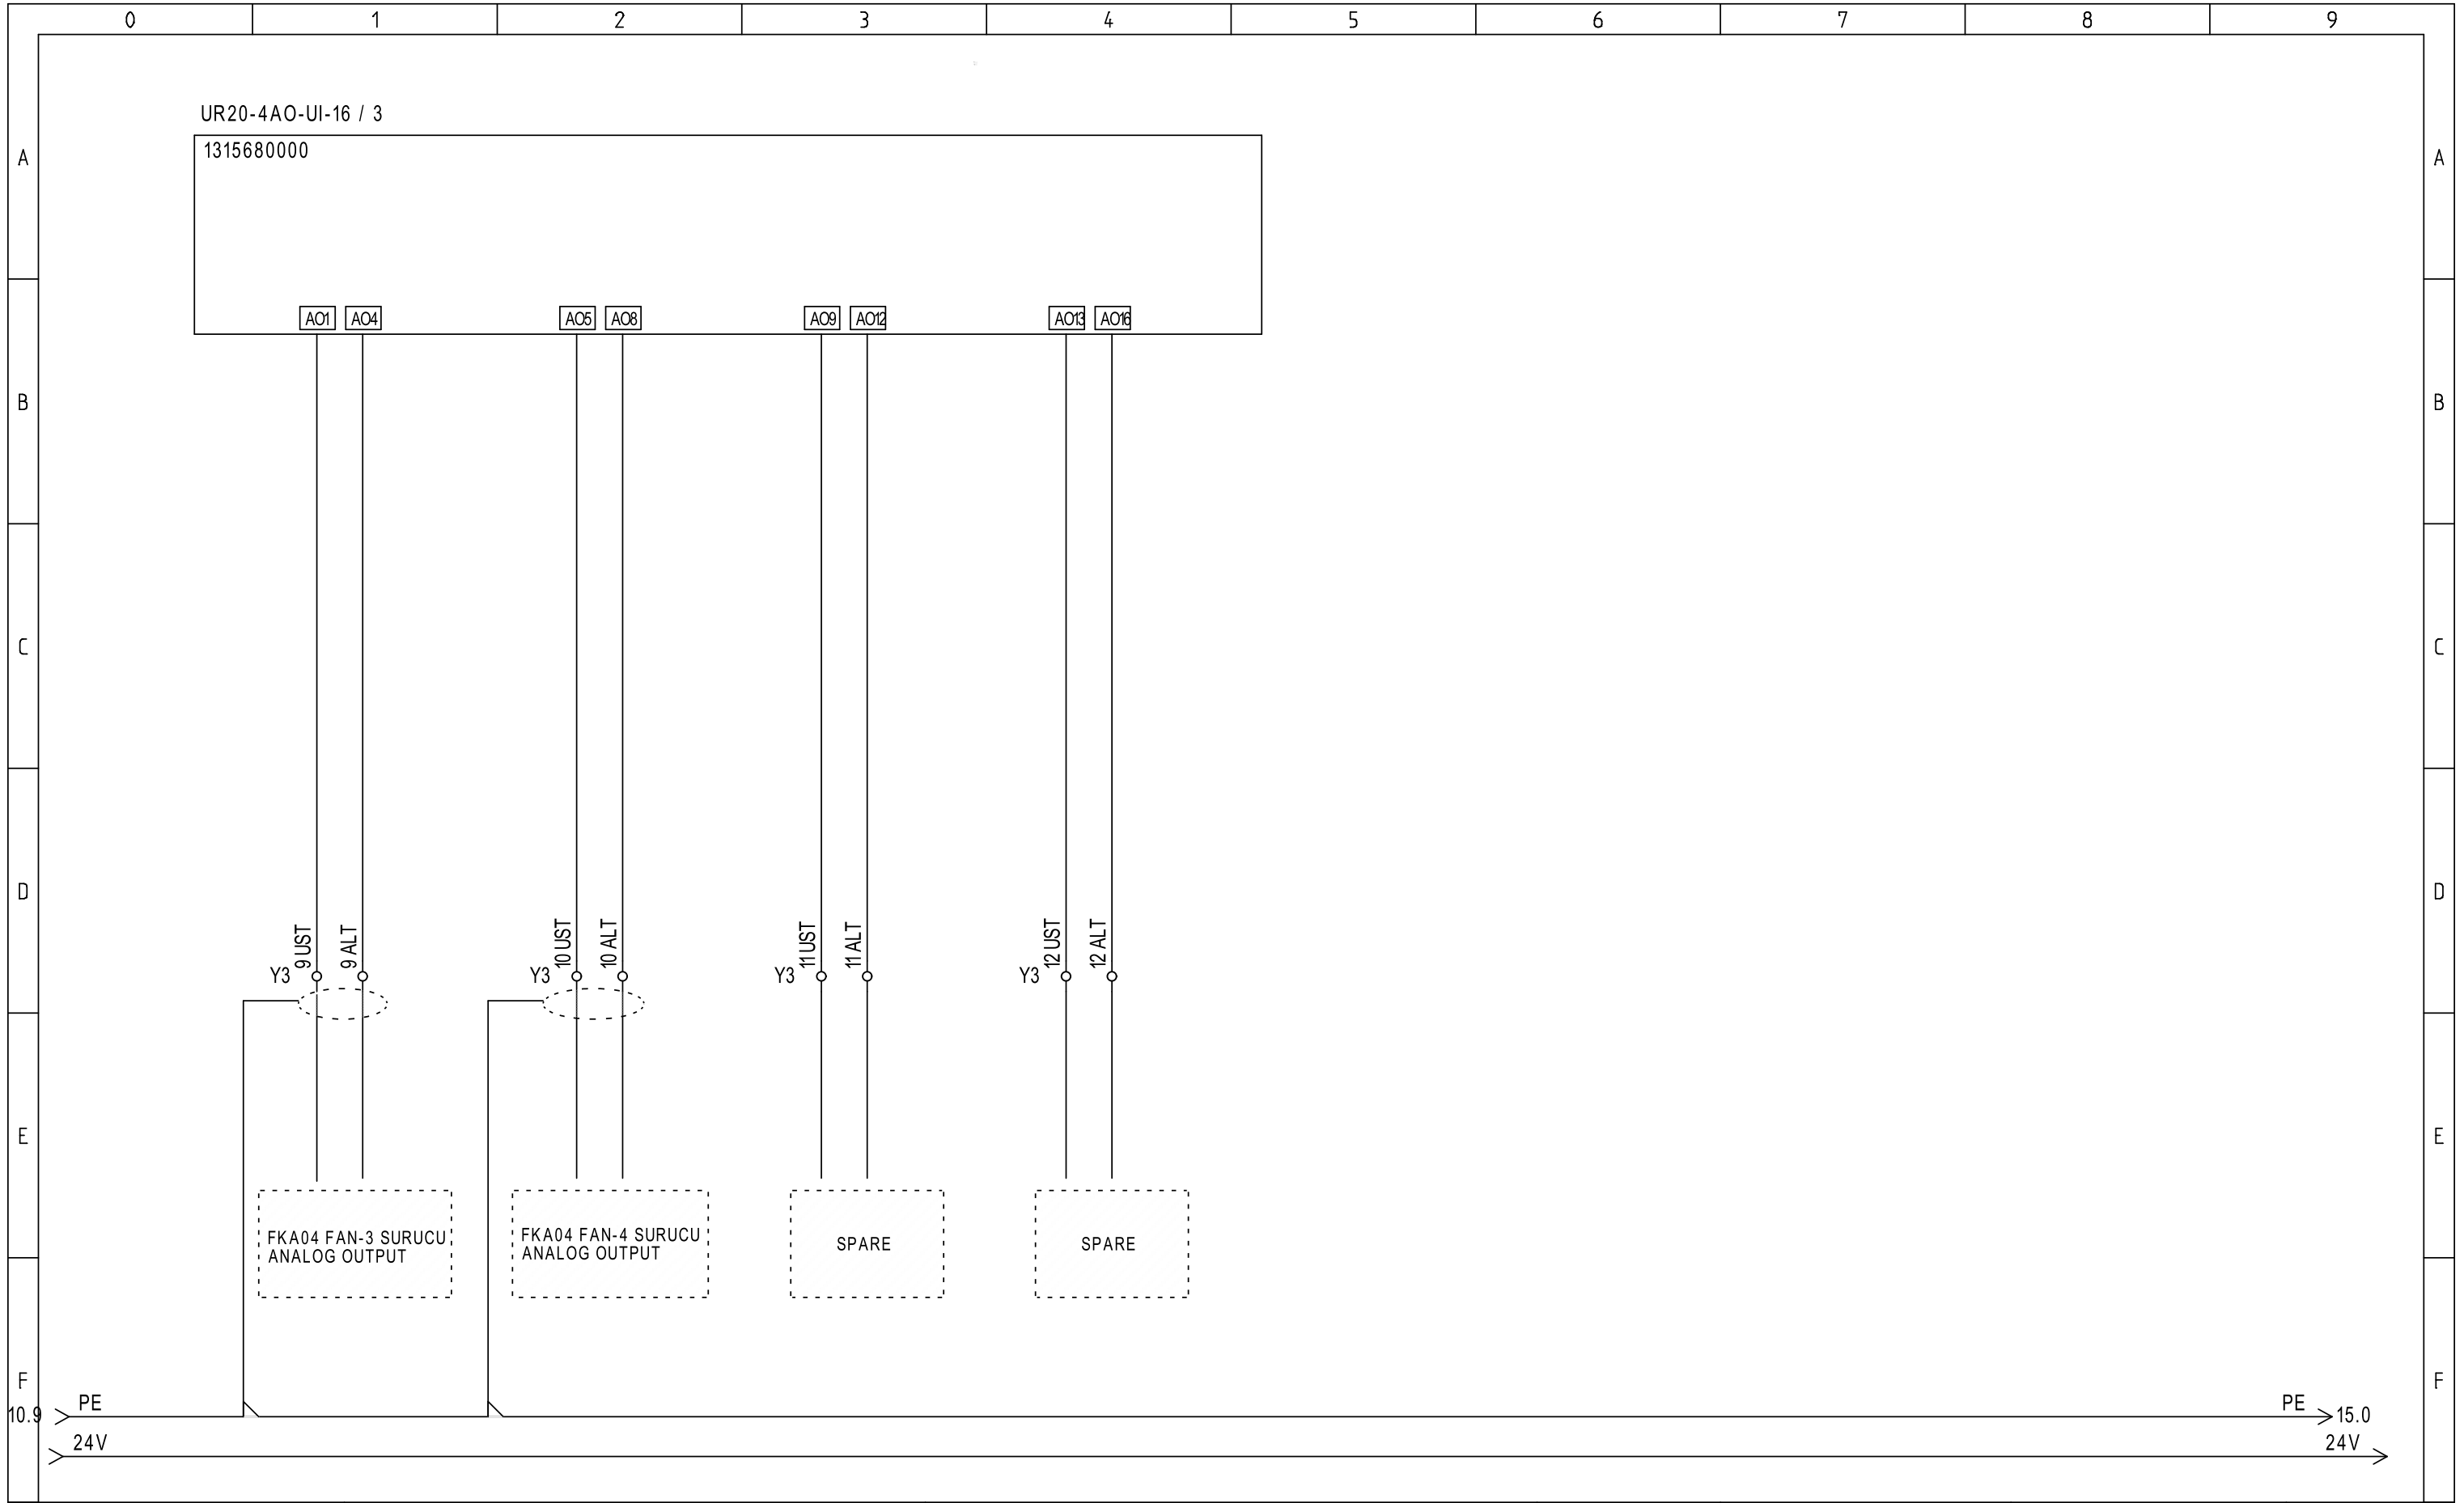 0 1 2 3 4 5 6 7 8 9
UR20-4AO-UI-16 / 3
1315680000
A A
AO1 AO4 AO5 AO8 AO9 AO12 AO13 AO16
B B
C C
D D
9 UST 9 ALT 10 UST 10 ALT 11 UST 11 ALT 12 UST 12 ALT
Y3 Y3 Y3 Y3
E E
FKA04 FAN-3 SURUCU
ANALOG OUTPUT
FKA04 FAN-4 SURUCU
ANALOG OUTPUT
SPARE
SPARE
F F
10.9 PE PE 15.0
24V 24V